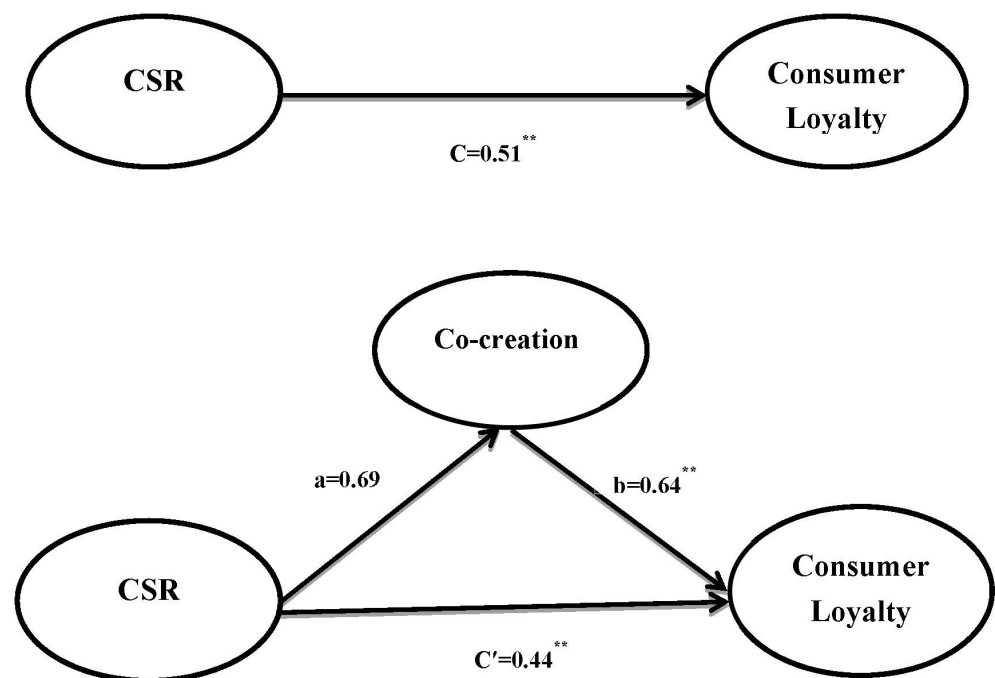 CSR
Consumer
Loyalty
C=0.51**
Co-creation
a=0.69
b=0.64**
CSR
Consumer
Loyalty
C′=0.44**